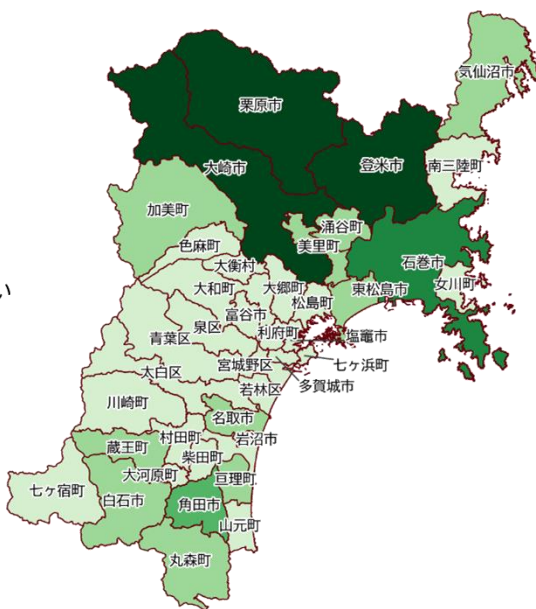 気仙沼市
栗原市
登米市
南三陸町
大崎市
加美町
涌谷町
美里町
色麻町
石巻市
大衡村
女川町
大和町
大郷町
東松島市
い
松島町
富谷市
泉区
利府町
塩竈市
青葉区
宮城野区
七ヶ浜町
太白区
多賀城市
若林区
川崎町
名取市
村田町
岩沼市
蔵王町
柴田町
大河原町
亘理町
七ヶ宿町
白石市
角田市
山元町
丸森町